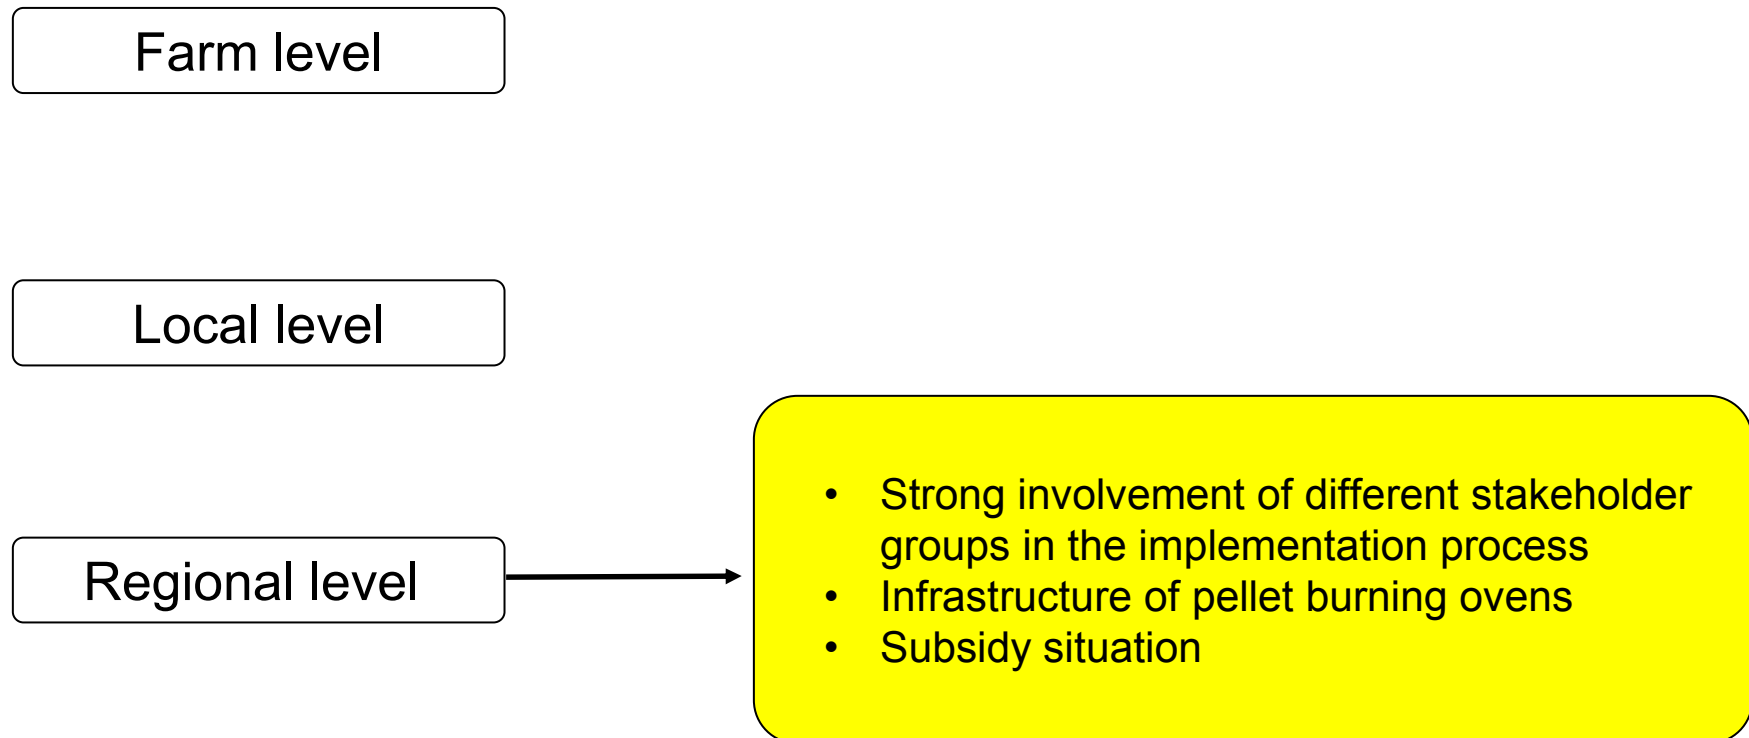 Farm level
Local level
Regional level
• Strong involvement of different stakeholder
groups in the implementation process
• Infrastructure of pellet burning ovens
• Subsidy situation